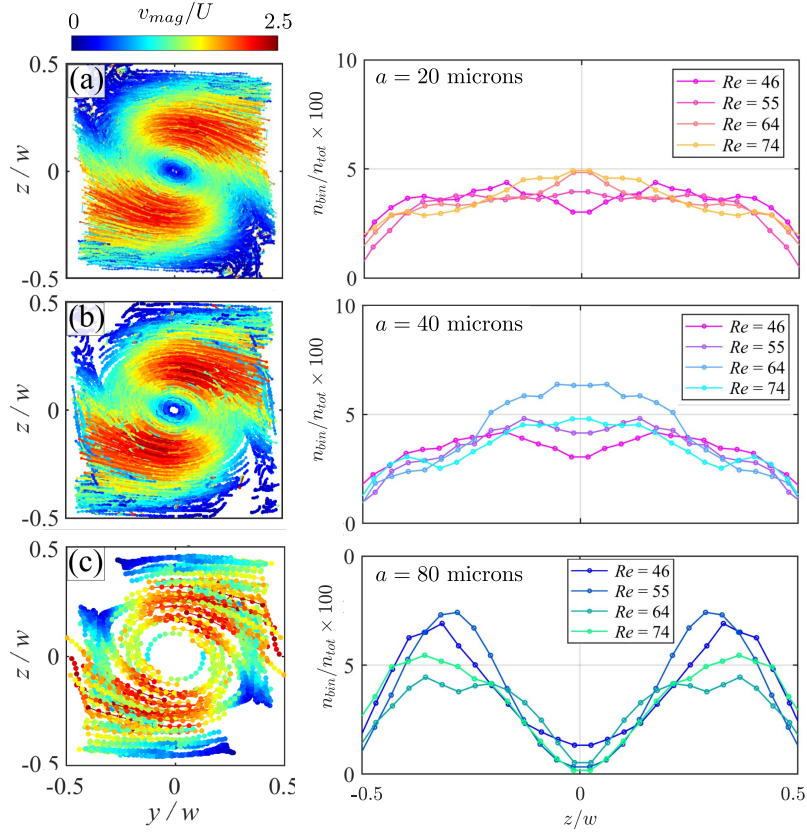 v_mag/U
0 2.5
(a)
0.5
0
-0.5
z/w
a = 20 microns
Re = 46
Re = 55
Re = 64
Re = 74
10
5
0
n_bin/n_tot × 100
(b)
0.5
0
-0.5
z/w
a = 40 microns
Re = 46
Re = 55
Re = 64
Re = 74
10
5
0
n_bin/n_tot × 100
(c)
0.5
0
-0.5
z/w
-0.5 0 0.5
y/w
a = 80 microns
Re = 46
Re = 55
Re = 64
Re = 74
0
5
0
n_bin/n_tot × 100
-0.5 0 0.5
z/w